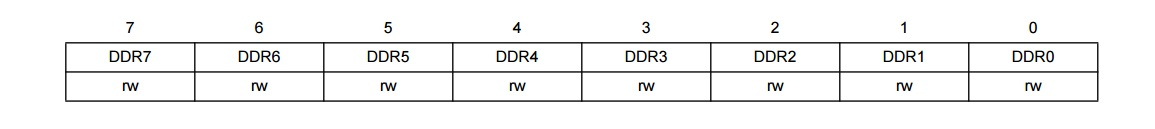 7 6 5 4 3 2 1 0
DDR7 DDR6 DDR5 DDR4 DDR3 DDR2 DDR1 DDR0
rw rw rw rw rw rw rw rw